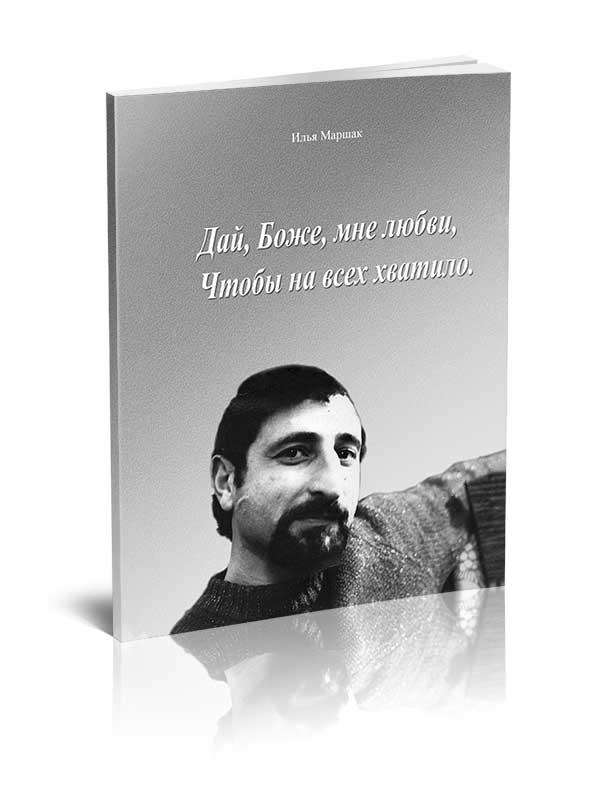 Илья Маршак
Дай, Боже, мне любви,
Чтобы на всех хватило.